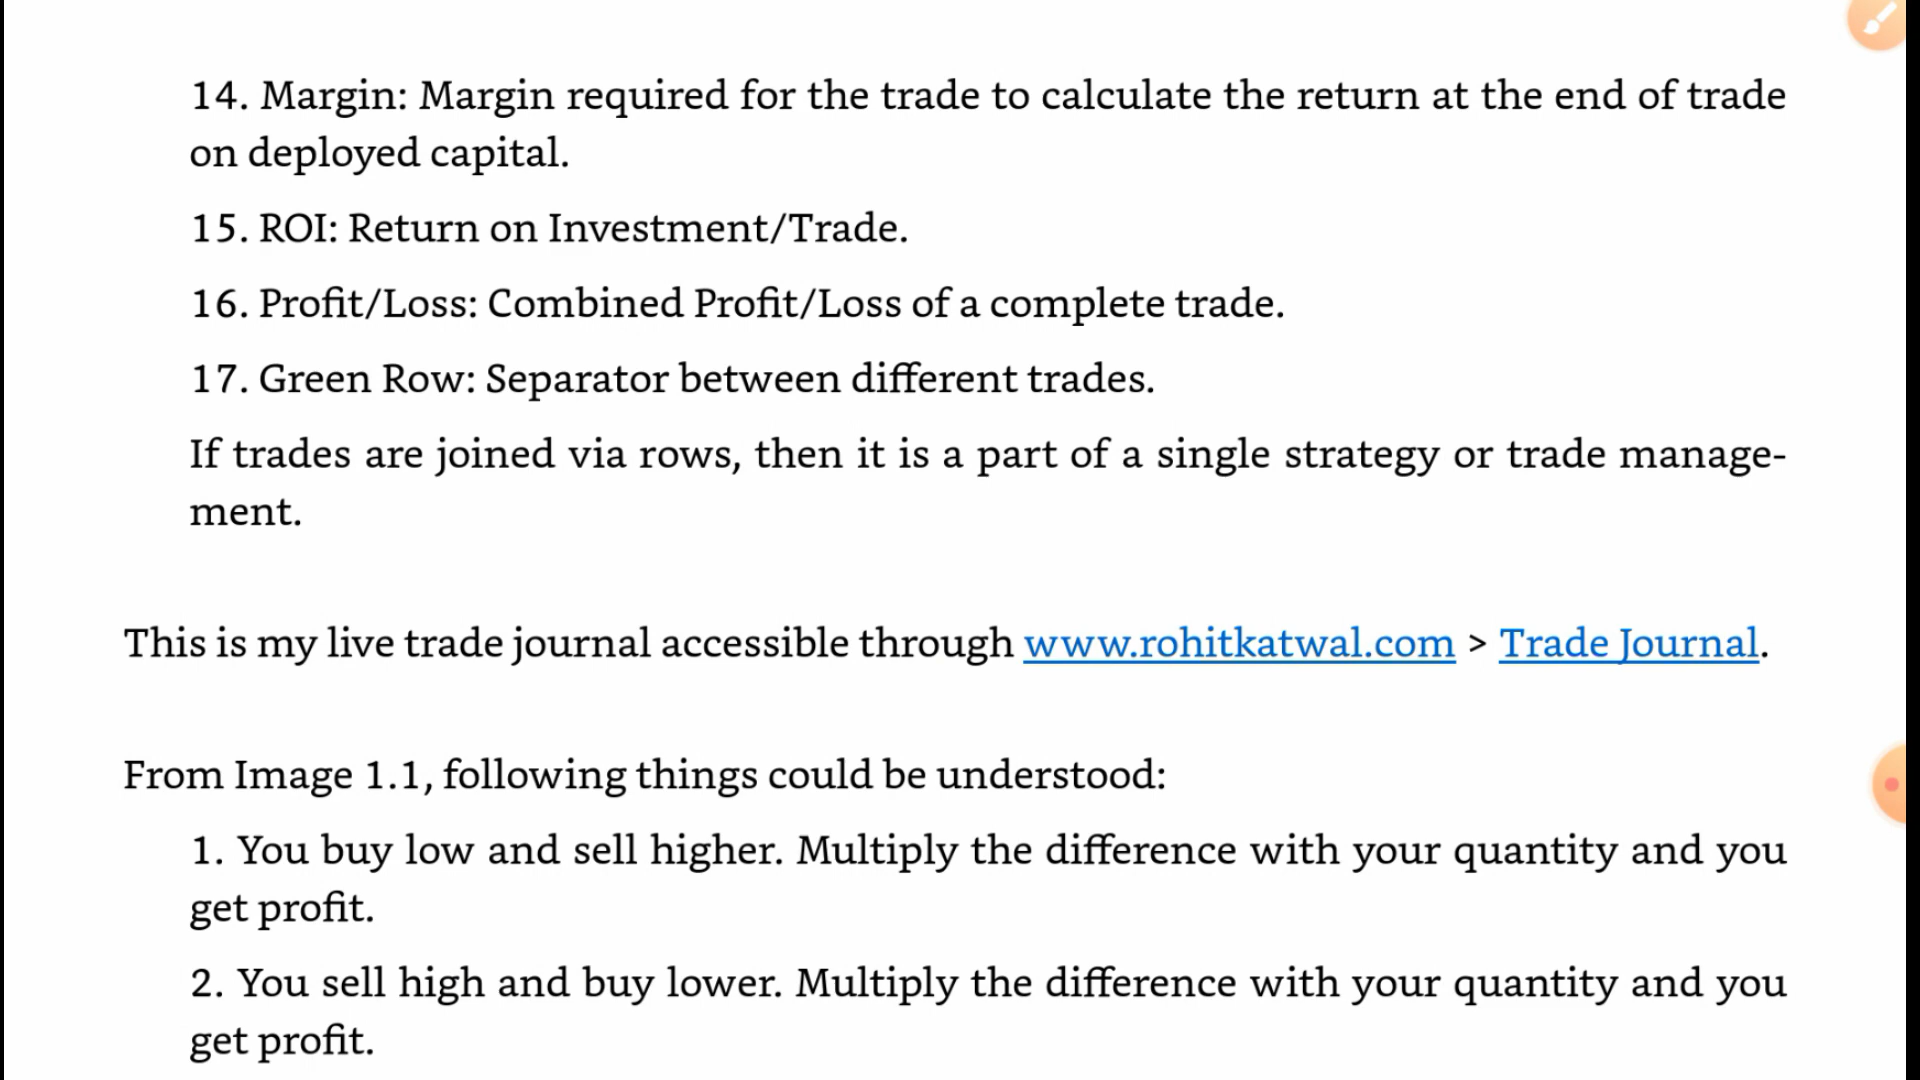 14. Margin: Margin required for the trade to calculate the return at the end of trade
on deployed capital.
15. ROI: Return on Investment/Trade.
16. Profit/Loss: Combined Profit/Loss of a complete trade.
17. Green Row: Separator between different trades.
If trades are joined via rows, then it is a part of a single strategy or trade manage-
ment.
This is my live trade journal accessible through www.rohitkatwal.com > Trade Journal.
From Image 1.1, following things could be understood:
1. You buy low and sell higher. Multiply the difference with your quantity and you
get profit.
2. You sell high and buy lower. Multiply the difference with your quantity and you
get profit.